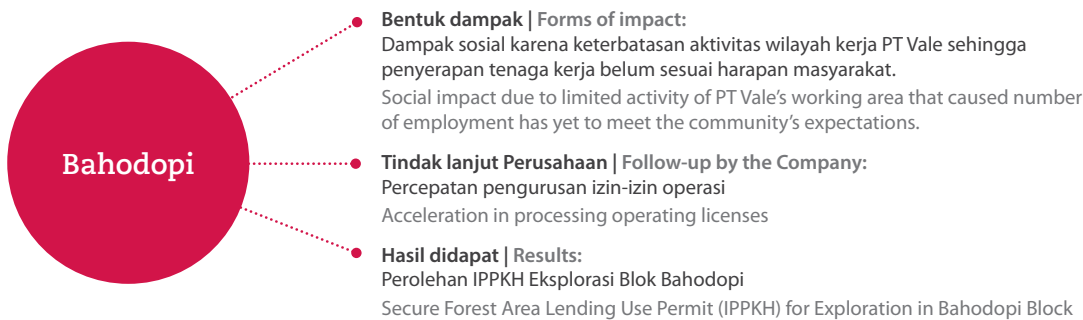 Bahodopi
Bentuk dampak | Forms of impact:
Dampak sosial karena keterbatasan aktivitas wilayah kerja PT Vale sehingga
penyerapan tenaga kerja belum sesuai harapan masyarakat.
Social impact due to limited activity of PT Vale's working area that caused number
of employment has yet to meet the community's expectations.
Tindak lanjut Perusahaan | Follow-up by the Company:
Percepatan pengurusan izin-izin operasi
Acceleration in processing operating licenses
Hasil didapat | Results:
Perolehan IPPKH Eksplorasi Blok Bahodopi
Secure Forest Area Lending Use Permit (IPPKH) for Exploration in Bahodopi Block